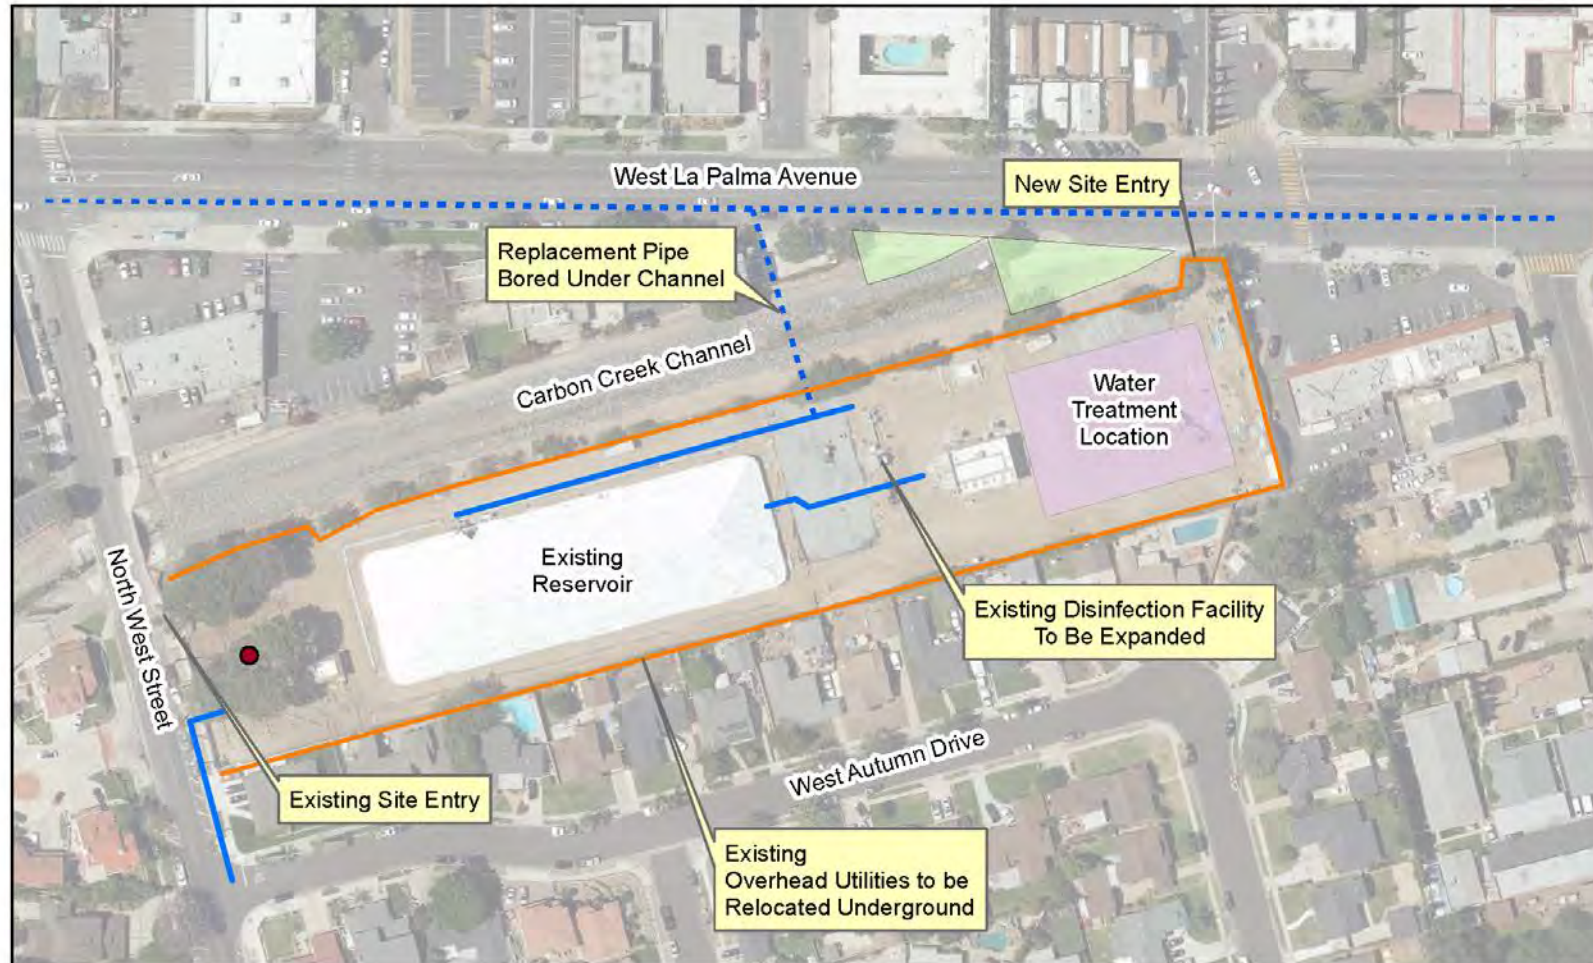 West La Palma Avenue
New Site Entry
Replacement Pipe
Bored Under Channel
Carbon Creek Channel
Water
Treatment
Location
Existing
Reservoir
North West Street
Existing Disinfection Facility
To Be Expanded
West Autumn Drive
Existing Site Entry
Existing
Overhead Utilities to be
Relocated Underground